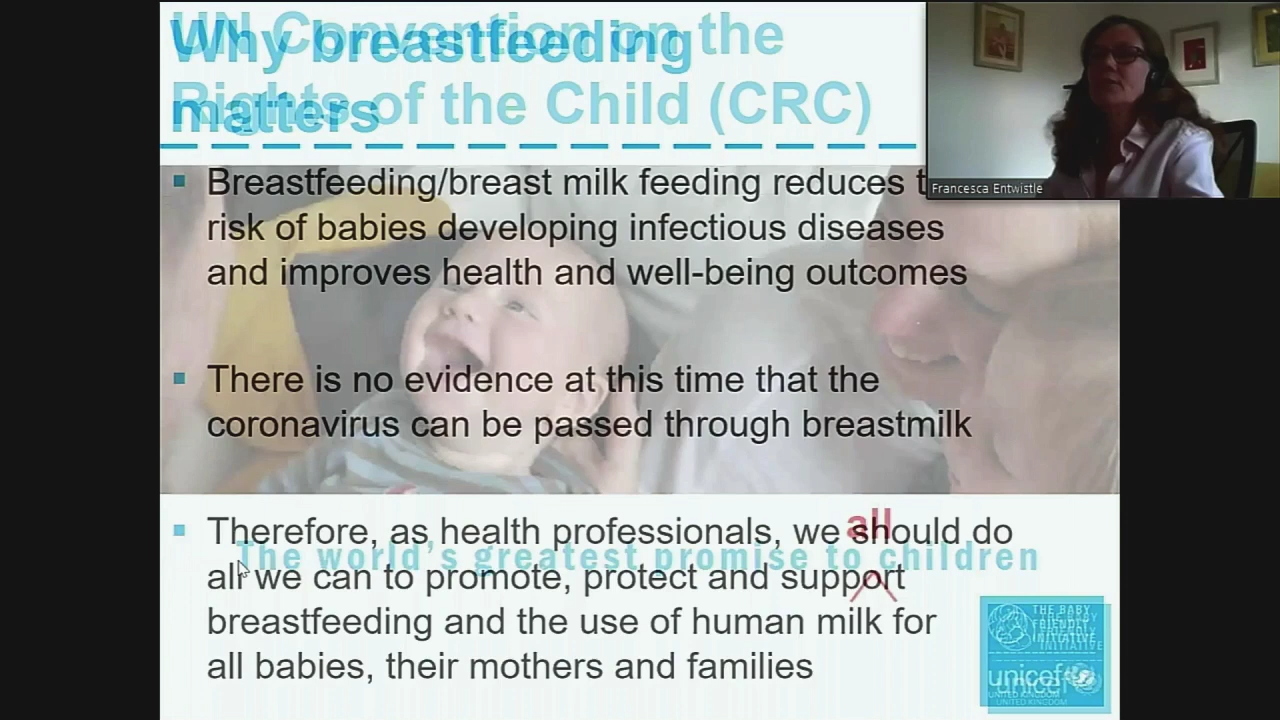 UN Convention on the
Rights of the Child (CRC)
Why breastfeeding
matters
Francesca Entwistle
Breastfeeding/breast milk feeding reduces
risk of babies developing infectious diseases
and improves health and well-being outcomes
There is no evidence at this time that the
coronavirus can be passed through breastmilk
Therefore, as health professionals, we should do
all we can to promote, protect and support
breastfeeding and the use of human milk for
all babies, their mothers and families
all
The world's greatest promise to children
THE BABY
FRIENDLY
INITIATIVE
unicef
UNITED KINGDOM